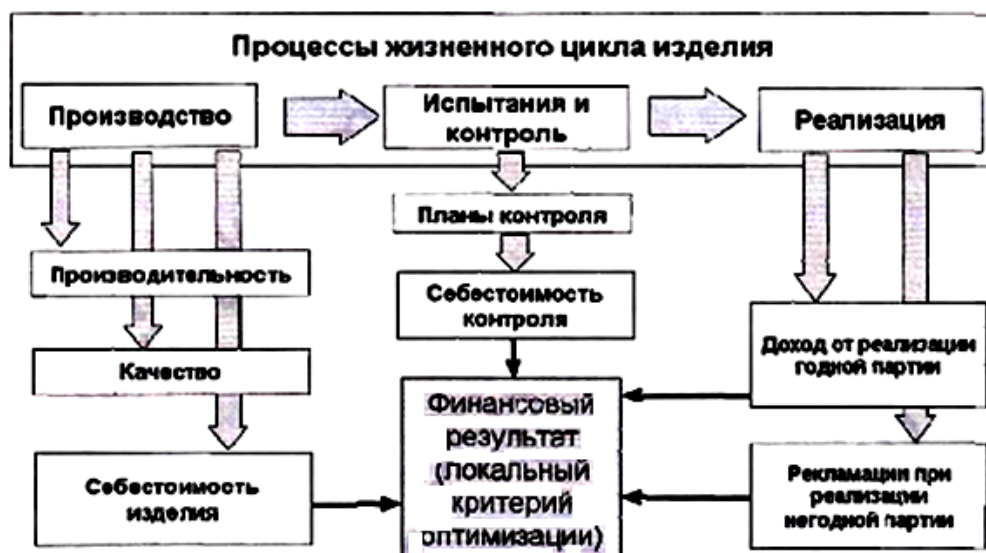 Процессы жизненного цикла изделия
Производство
Испытания и
контроль
Реализация
Планы контроля
Производительность
Себестоимость
контроля
Доход от реализации
годной партии
Качество
Финансовый
результат
(локальный
критерий
оптимизации)
Себестоимость
изделия
Рекламации при
реализации
негодной партии